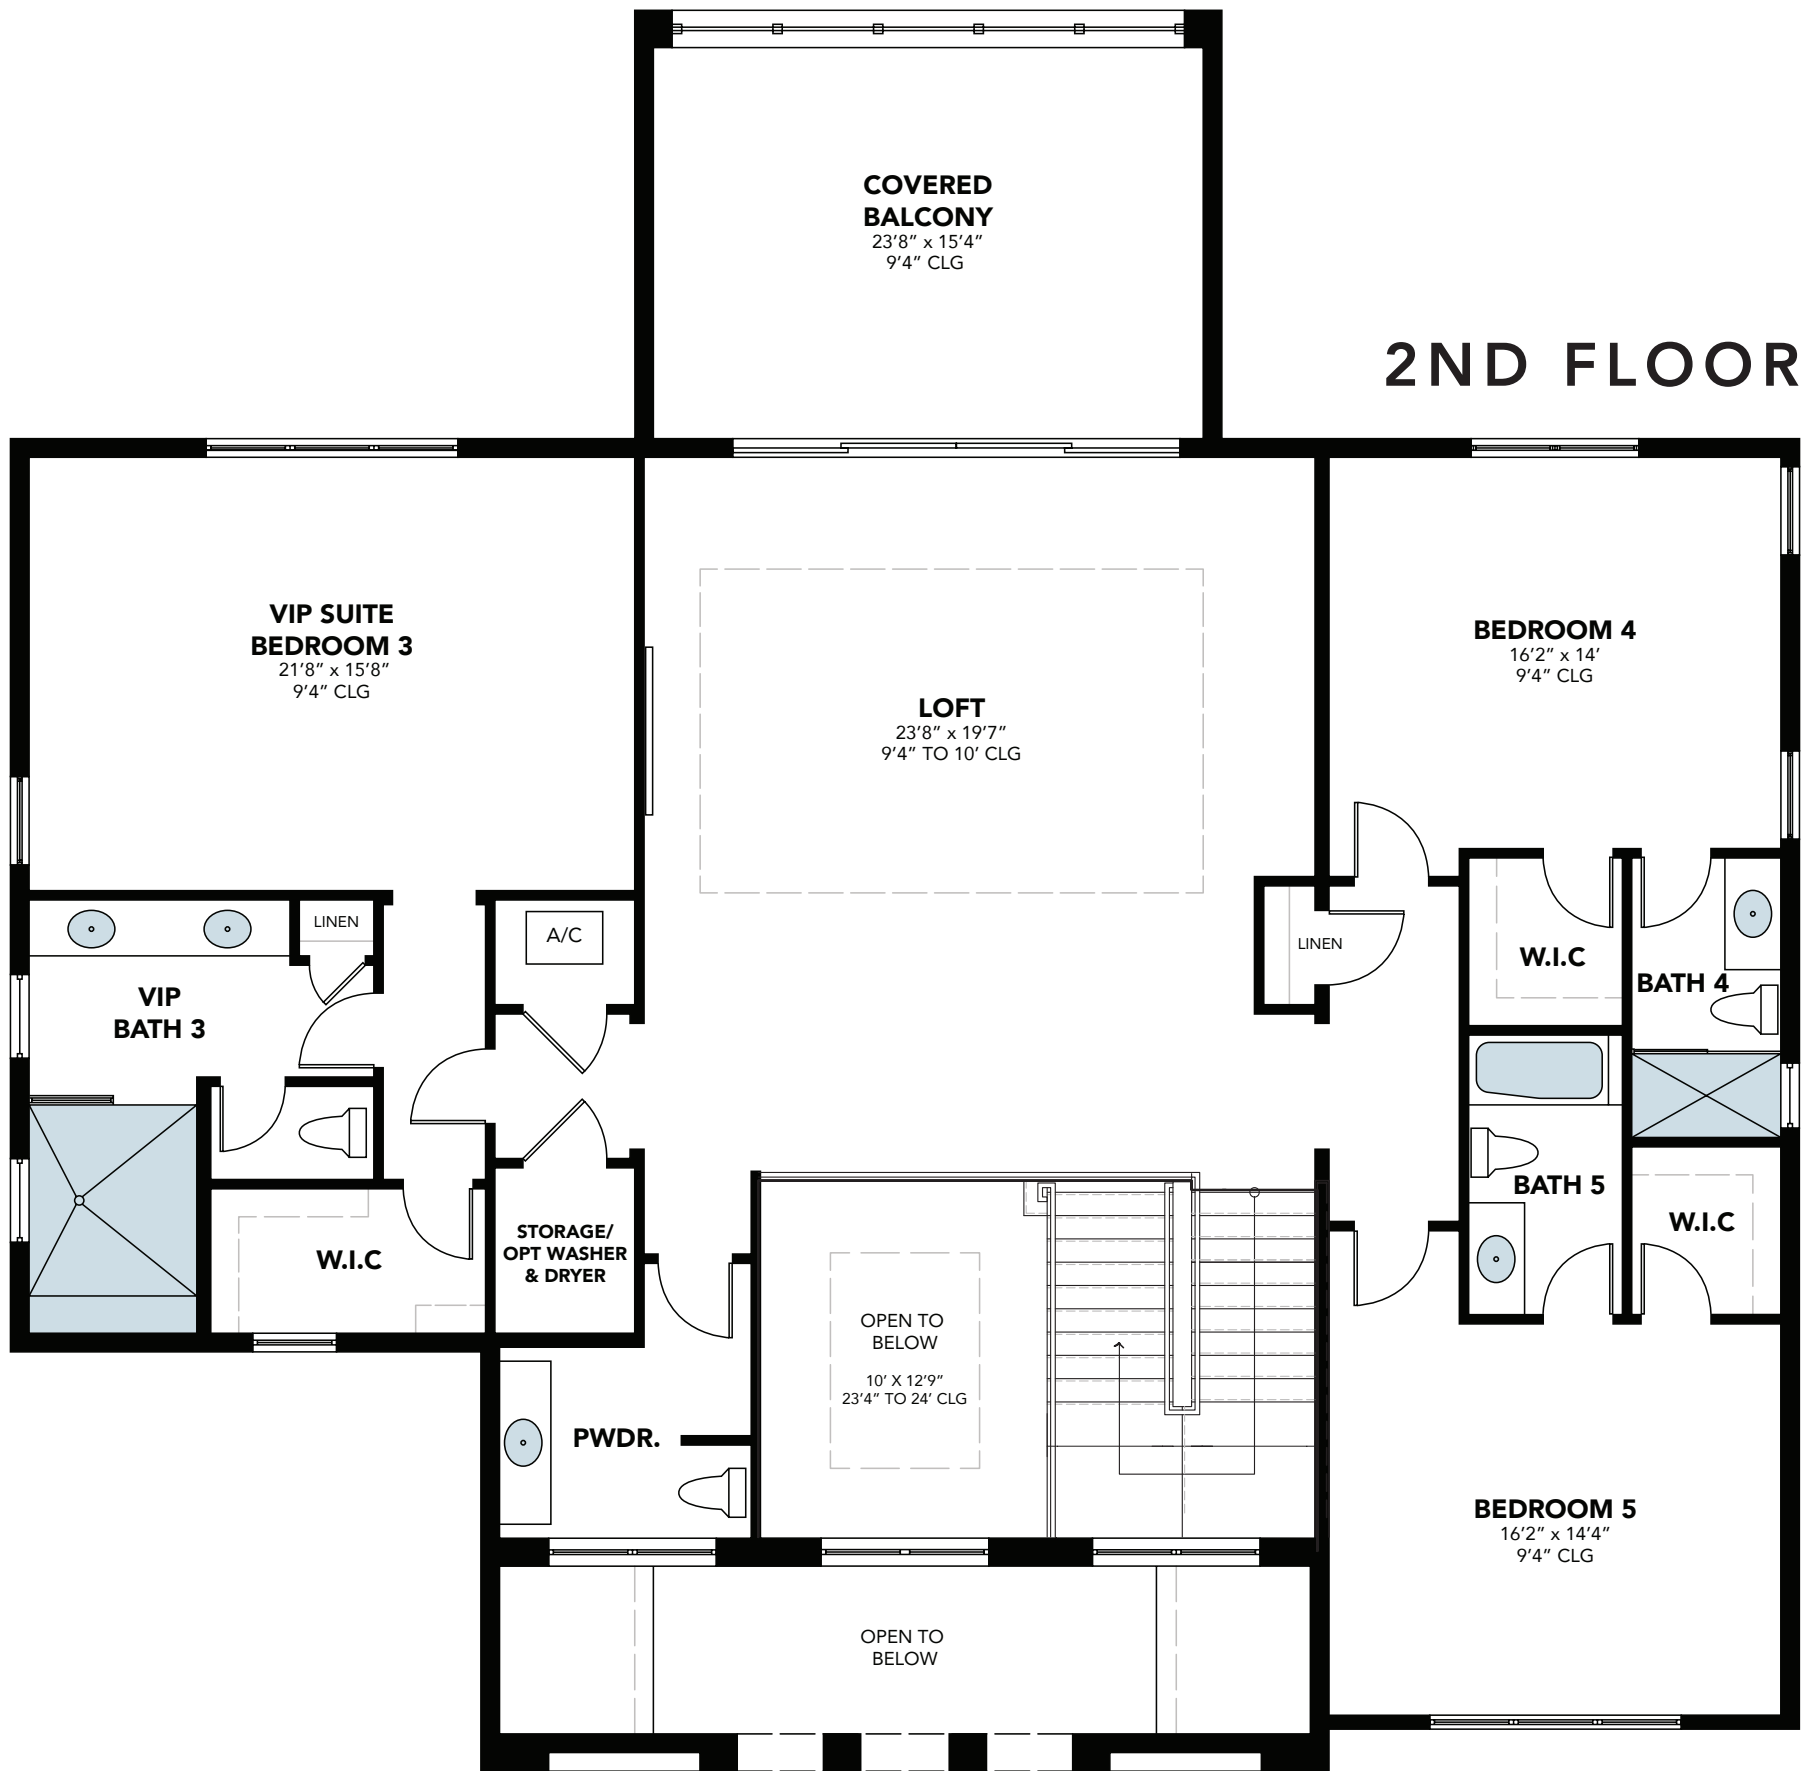 COVERED
BALCONY
23'8" x 15'4"
9'4" CLG
2ND FLOOR
VIP SUITE
BEDROOM 3
21'8" x 15'8"
9'4" CLG
LOFT
23'8" x 19'7"
9'4" TO 10' CLG
BEDROOM 4
16'2" x 14'
9'4" CLG
LINEN
A/C
VIP
BATH 3
LINEN
W.I.C
BATH 4
STORAGE/
OPT WASHER
& DRYER
W.I.C
BATH 5
W.I.C
OPEN TO
BELOW
10' X 12'9"
23'4" TO 24' CLG
PWDR.
BEDROOM 5
16'2" x 14'4"
9'4" CLG
OPEN TO
BELOW